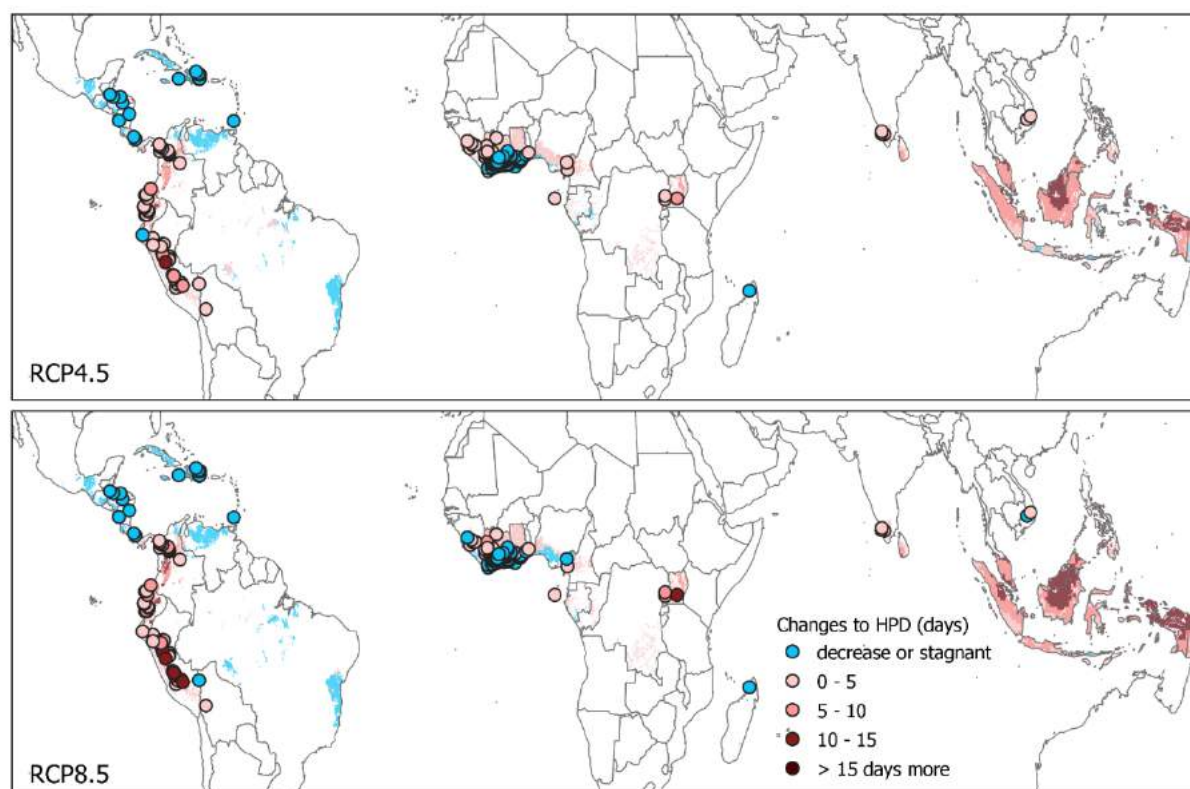 RCP4.5
RCP8.5
Changes to HPD (days)
decrease or stagnant
0 - 5
5 - 10
10 - 15
> 15 days more